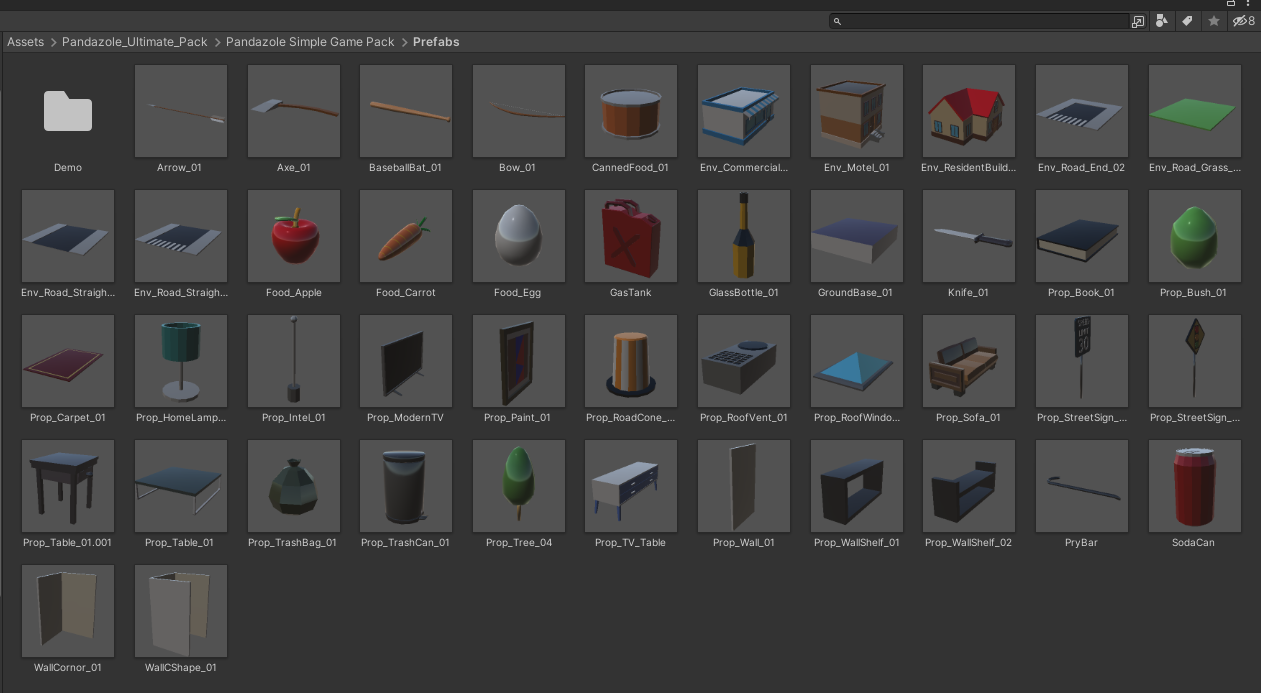 8
Assets > Pandazole_Ultimate_Pack > Pandazole Simple Game Pack > Prefabs
Demo
Arrow_01
Axe_01
BaseballBat_01
Bow_01
CannedFood_01
Env_Commercial...
Env_Motel_01
Env_ResidentBuild...
Env_Road_End_02
Env_Road_Grass_...
Env_Road_Straigh...
Env_Road_Straigh...
Food_Apple
Food_Carrot
Food_Egg
GasTank
GlassBottle_01
GroundBase_01
Knife_01
Prop_Book_01
Prop_Bush_01
Prop_Carpet_01
Prop_HomeLamp...
Prop_Intel_01
Prop_ModernTV
Prop_Paint_01
Prop_RoadCone_...
Prop_RoofVent_01
Prop_RoofWindo...
Prop_Sofa_01
30
Prop_StreetSign_...
Prop_StreetSign_...
Prop_Table_01.001
Prop_Table_01
Prop_TrashBag_01
Prop_TrashCan_01
Prop_Tree_04
Prop_TV_Table
Prop_Wall_01
Prop_WallShelf_01
Prop_WallShelf_02
PryBar
SodaCan
WallCornor_01
WallCShape_01